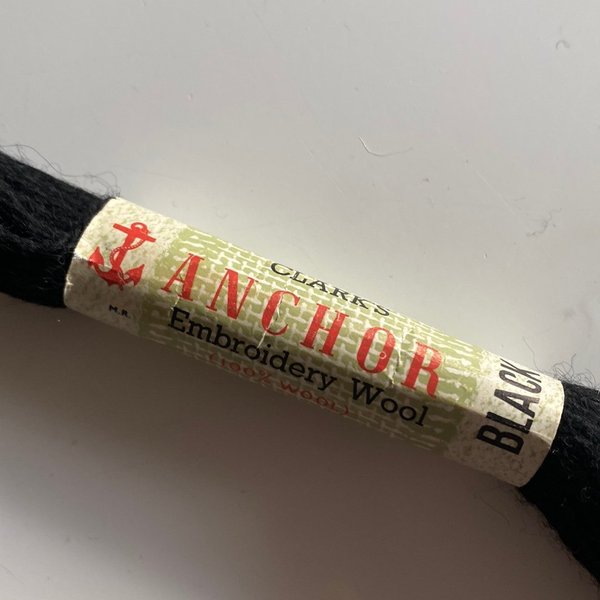 CLARK'S
ANCHOR
Embroidery Wool
(100% WOOL)
M.R.
BLACK